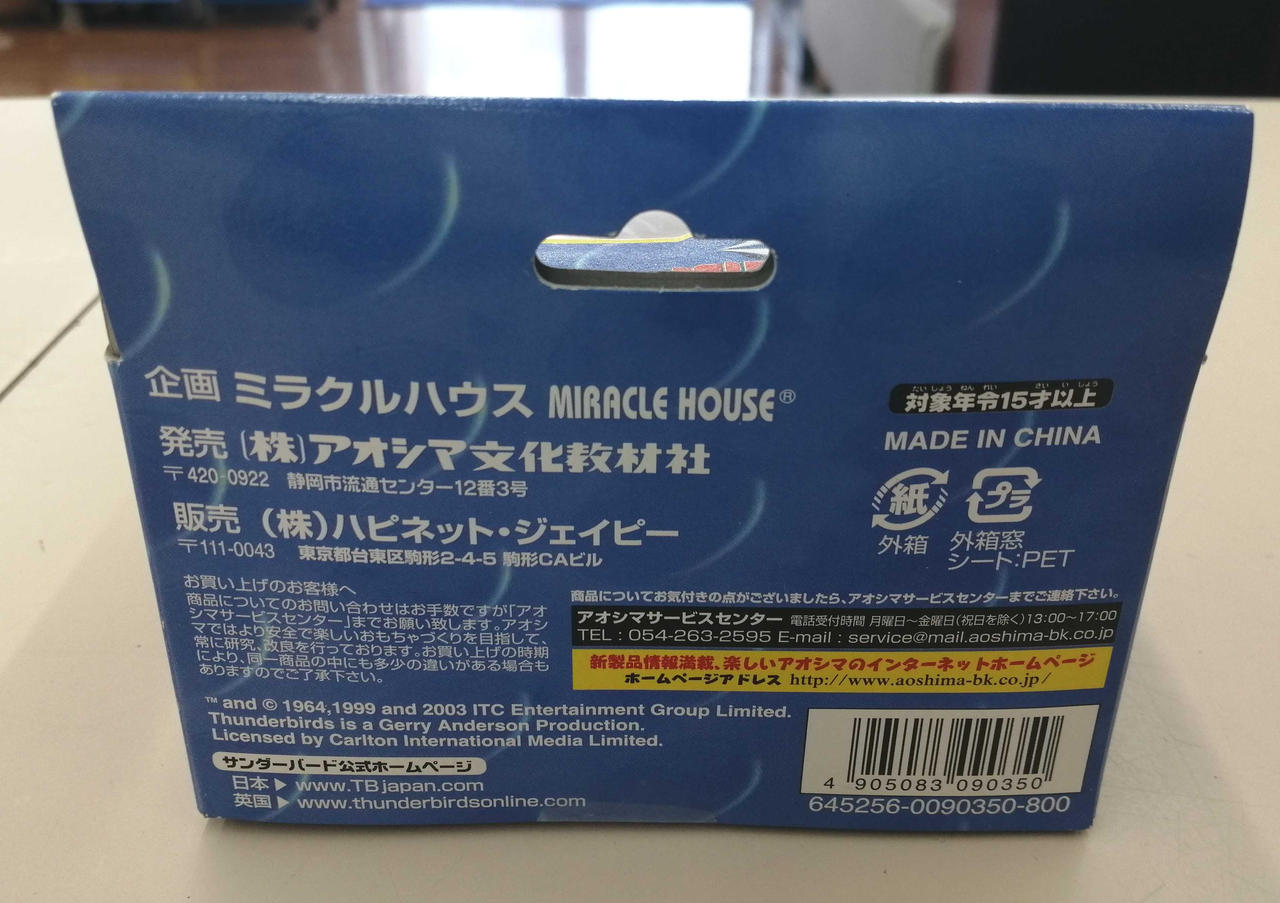 企画 ミラクルハウス MIRACLE HOUSE®
発売 (株)アオシマ文化教材社
〒420-0922 静岡市流通センター12番3号
販売 (株)ハピネット・ジェイピー
〒111-0043 東京都台東区駒形2-4-5 駒形CAビル
たいしょうねんれい さいいじょう
対象年令15才以上
MADE IN CHINA
紙 プラ
外箱 外箱窓
シート:PET
お買い上げのお客様へ
商品についてのお問い合わせはお手数ですが「アオ
シマサービスセンター」までお願い致します。アオシ
マではより安全で楽しいおもちゃづくりを目指して、
常に研究、改良を行っております。お買い上げの時期
により、同一商品の中にも多少の違いがある場合も
ありますのでご了承下さい。
商品についてお気付きの点がございましたら、アオシマサービスセンターまでご連絡下さい。
アオシマサービスセンター 電話受付時間 月曜日〜金曜日(祝日を除く)13:00〜17:00
TEL : 054-263-2595 E-mail : service@mail.aoshima-bk.co.jp
新製品情報満載、楽しいアオシマのインターネットホームページ
ホームページアドレス http://www.aoshima-bk.co.jp/
™ and © 1964,1999 and 2003 ITC Entertainment Group Limited.
Thunderbirds is a Gerry Anderson Production.
Licensed by Carlton International Media Limited.
サンダーバード公式ホームページ
日本▶ www.TBjapan.com
英国▶ www.thunderbirdsonline.com
4 905083 090350
645256-0090350-800